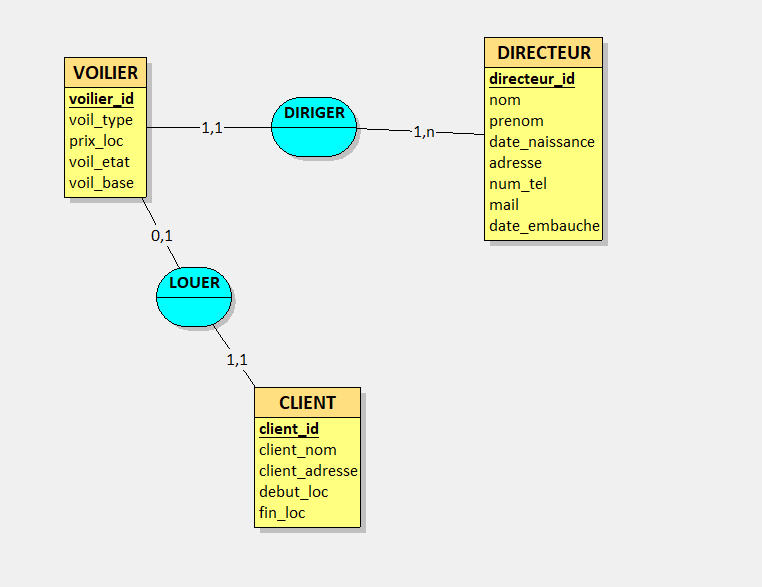 VOILIER
voilier_id
voil_type
prix_loc
voil_etat
voil_base
1,1
DIRIGER
1,n
DIRECTEUR
directeur_id
nom
prenom
date_naissance
adresse
num_tel
mail
date_embauche
0,1
LOUER
1,1
CLIENT
client_id
client_nom
client_adresse
debut_loc
fin_loc